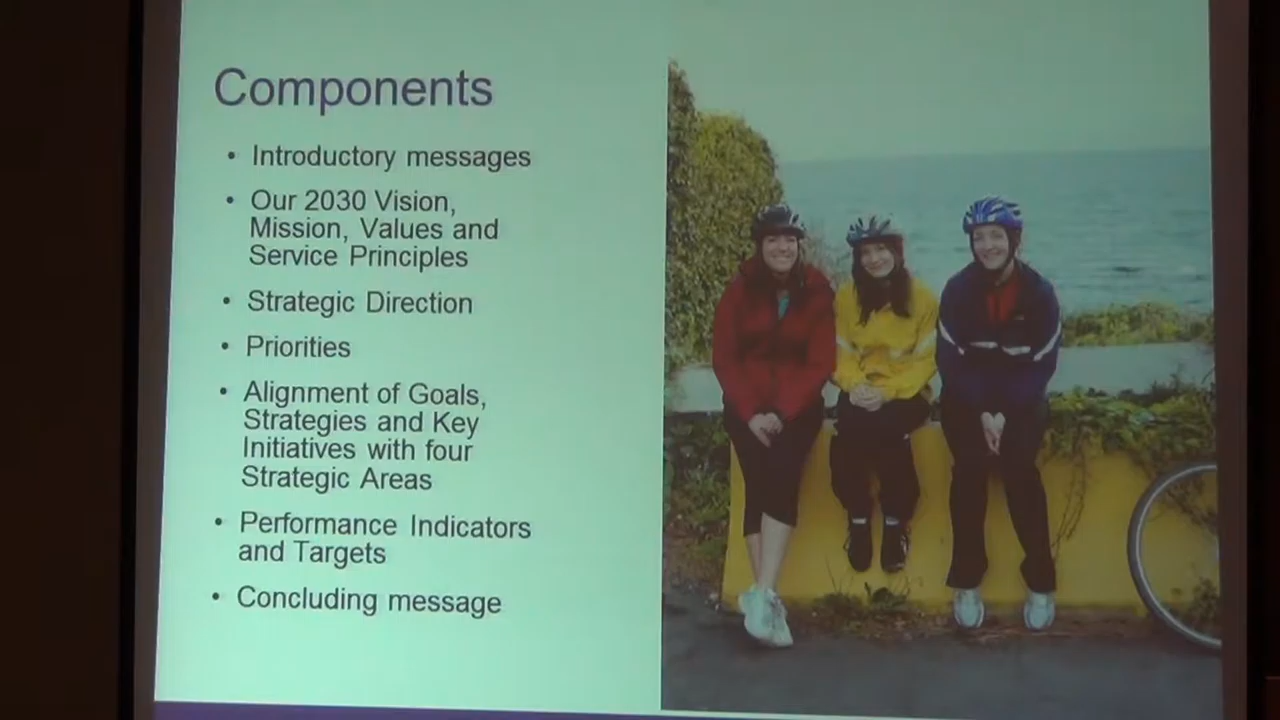 Components
• Introductory messages
• Our 2030 Vision,
Mission, Values and
Service Principles
• Strategic Direction
• Priorities
• Alignment of Goals,
Strategies and Key
Initiatives with four
Strategic Areas
• Performance Indicators
and Targets
• Concluding message